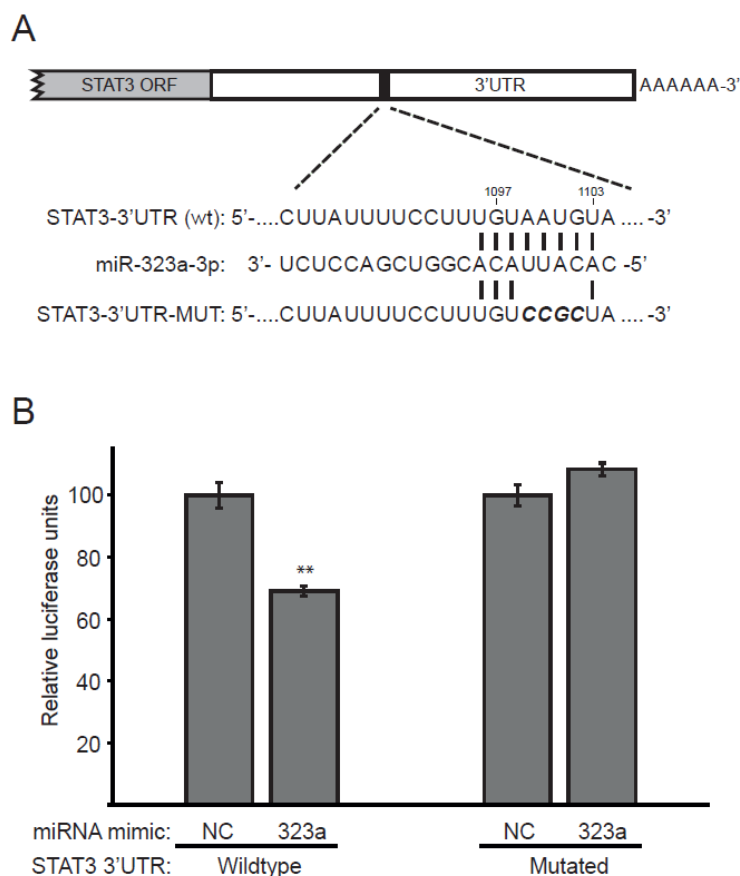 A
STAT3 ORF 3'UTR AAAAAA-3'
1097 1103
STAT3-3'UTR (wt): 5'-....CUUAUUUUCCUUUGUAAUGUA ....-3'
miR-323a-3p: 3'- UCUCCAGCUGGCACAUUACAC -5'
STAT3-3'UTR-MUT: 5'-....CUUAUUUUCCUUUGUCCGCUA ....-3'
B
Relative luciferase units
100
80
60
40
20
**
miRNA mimic: NC 323a NC 323a
STAT3 3'UTR: Wildtype Mutated